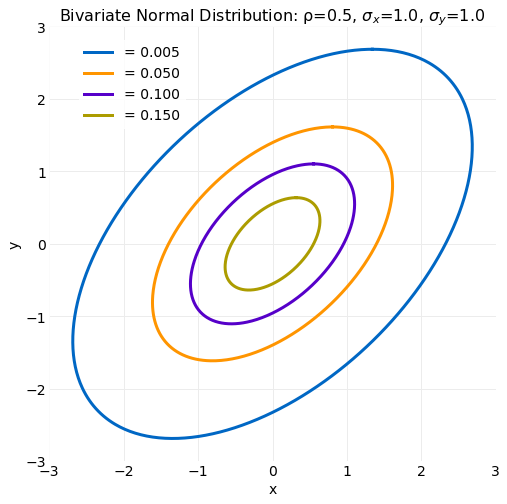 Bivariate Normal Distribution: ρ=0.5, σx=1.0, σy=1.0
= 0.005
= 0.050
= 0.100
= 0.150
3
2
1
0
−1
−2
−3
y
−3 −2 −1 0 1 2 3
x